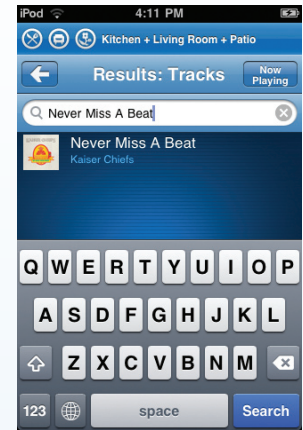 iPod 4:11 PM
Kitchen + Living Room + Patio
Results: Tracks
Now
Playing
Never Miss A Beat
Never Miss A Beat
Kaiser Chiefs
Q W E R T Y U I O P
A S D F G H J K L
Z X C V B N M
123 space Search